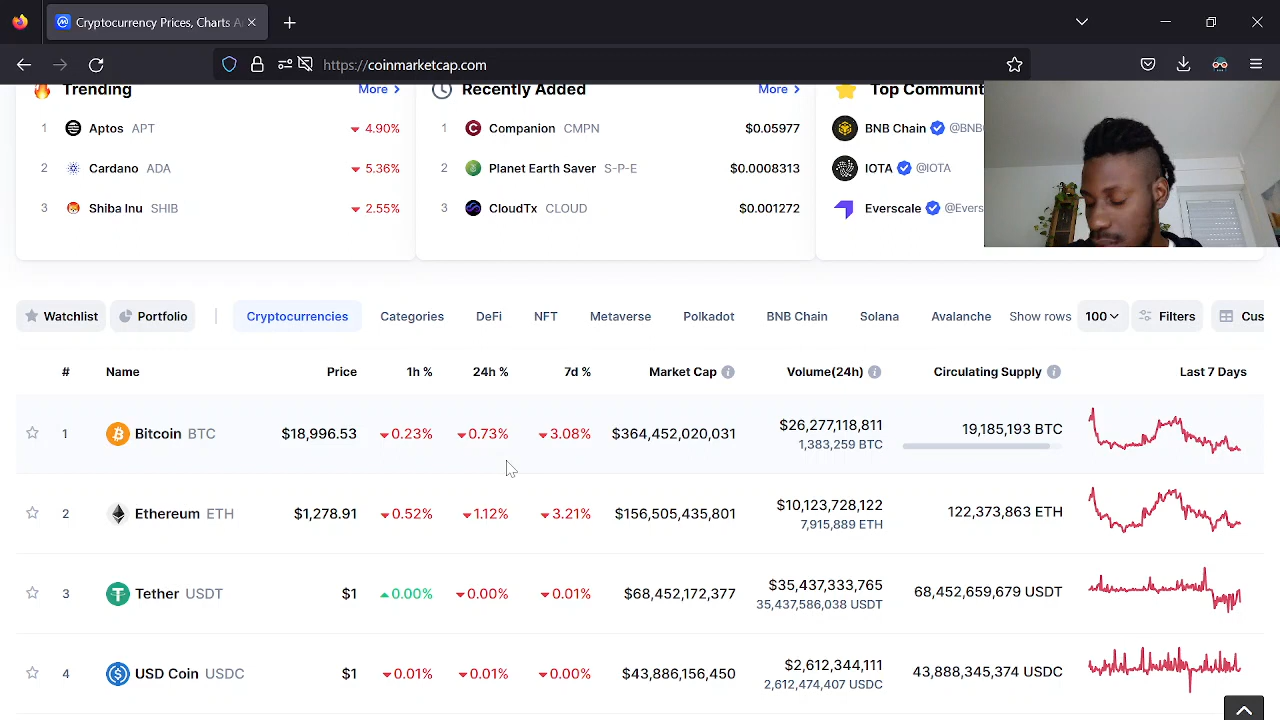 Cryptocurrency Prices, Charts A
https://coinmarketcap.com
Trending More >
Recently Added More >
Top Communit
1 Aptos APT 4.90%
2 Cardano ADA 5.36%
3 Shiba Inu SHIB 2.55%
1 Companion CMPN $0.05977
2 Planet Earth Saver S-P-E $0.0008313
3 CloudTx CLOUD $0.001272
BNB Chain @BNB
IOTA @IOTA
Everscale @Evers
Watchlist Portfolio Cryptocurrencies Categories DeFi NFT Metaverse Polkadot BNB Chain Solana Avalanche Show rows 100 Filters Cus
# Name Price 1h % 24h % 7d % Market Cap Volume(24h) Circulating Supply Last 7 Days
1 Bitcoin BTC $18,996.53 0.23% 0.73% 3.08% $364,452,020,031 $26,277,118,811 19,185,193 BTC
1,383,259 BTC
2 Ethereum ETH $1,278.91 0.52% 1.12% 3.21% $156,505,435,801 $10,123,728,122 122,373,863 ETH
7,915,889 ETH
3 Tether USDT $1 0.00% 0.00% 0.01% $68,452,172,377 $35,437,333,765 68,452,659,679 USDT
35,437,586,038 USDT
4 USD Coin USDC $1 0.01% 0.01% 0.00% $43,886,156,450 $2,612,344,111 43,888,345,374 USDC
2,612,474,407 USDC